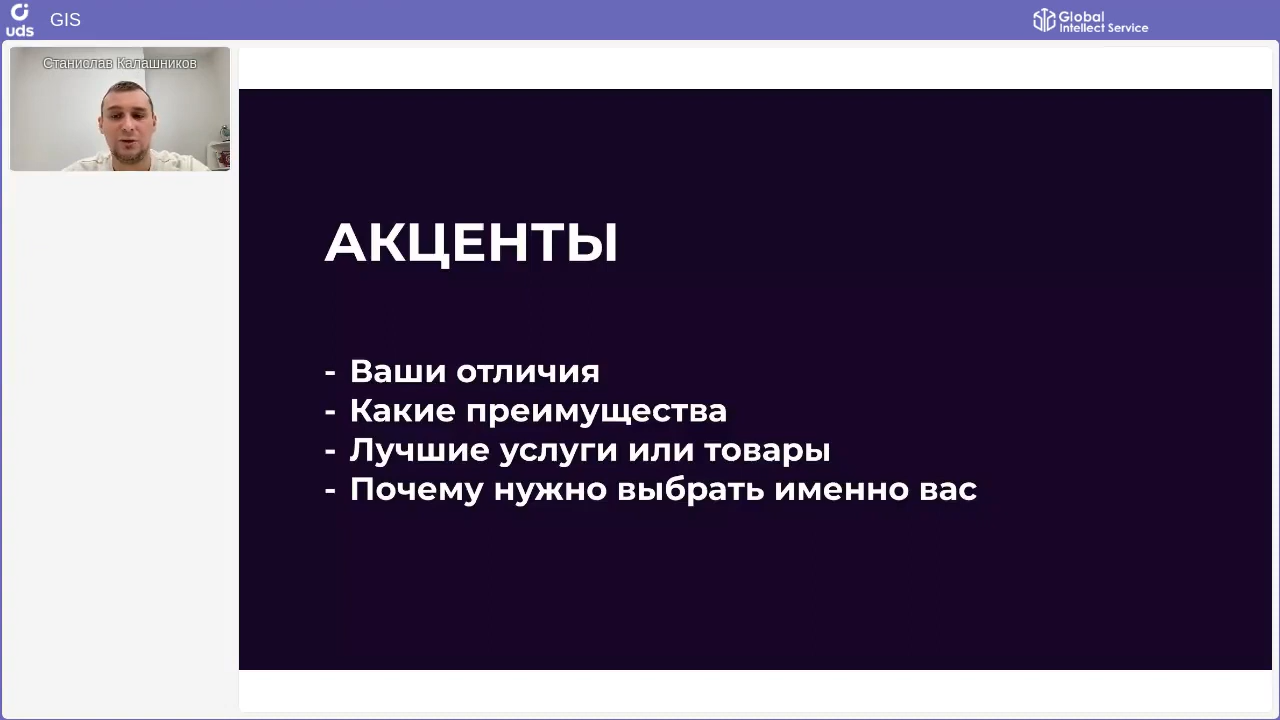 uds
GIS
Global
Intellect Service
Станислав Калашников
АКЦЕНТЫ
- Ваши отличия
- Какие преимущества
- Лучшие услуги или товары
- Почему нужно выбрать именно вас